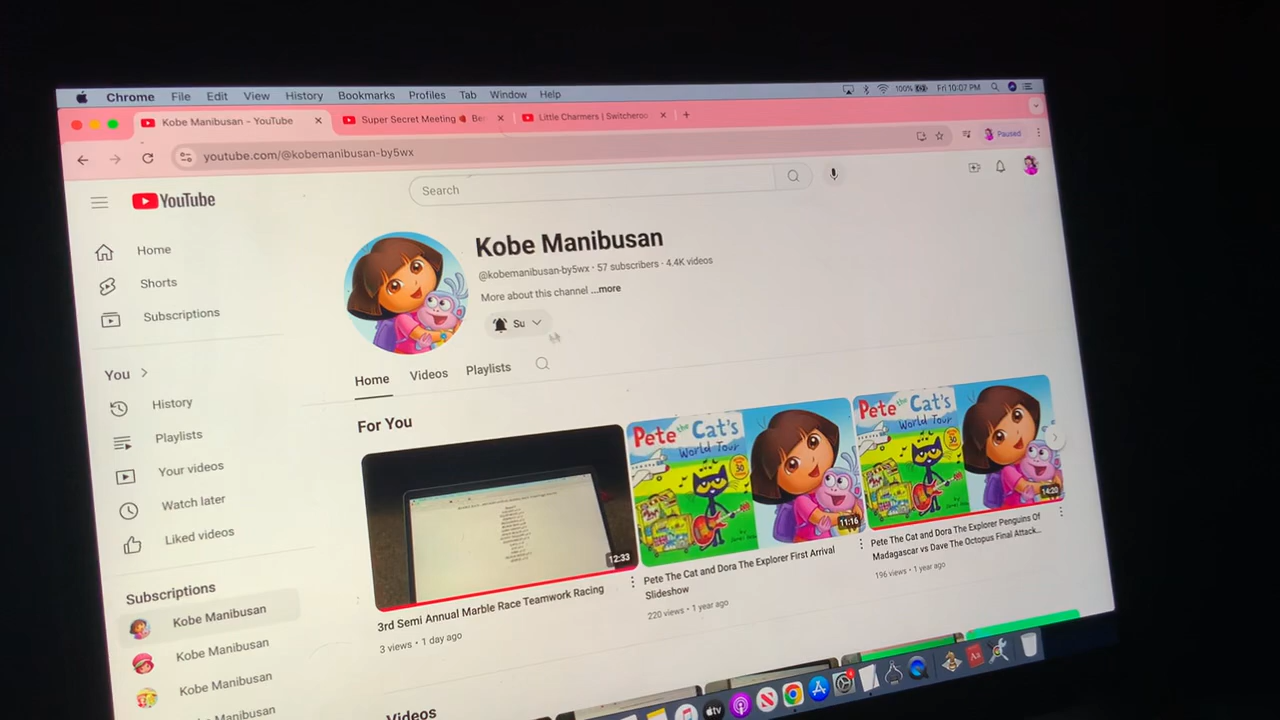 Chrome File Edit View History Bookmarks Profiles Tab Window Help 100% Fri 10:07 PM
Kobe Manibusan - YouTube Super Secret Meeting Little Charmers | Switcheroo
youtube.com/@kobemanibusan-by5wx Paused
YouTube Search
Home
Shorts
Subscriptions
You
History
Playlists
Your videos
Watch later
Liked videos
Subscriptions
Kobe Manibusan
Kobe Manibusan
Kobe Manibusan
Manibusan
Kobe Manibusan
@kobemanibusan-by5wx · 57 subscribers · 4.4K videos
More about this channel ...more
Su
Home Videos Playlists
For You
12:33
3rd Semi Annual Marble Race Teamwork Racing
3 views · 1 day ago
Pete the Cat's
World Tour
11:16
Pete The Cat and Dora The Explorer First Arrival
Slideshow
220 views · 1 year ago
Pete the Cat's
World Tour
14:20
Pete The Cat and Dora The Explorer Penguins Of
Madagascar vs Dave The Octopus Final Attack...
196 views · 1 year ago
Videos
tv